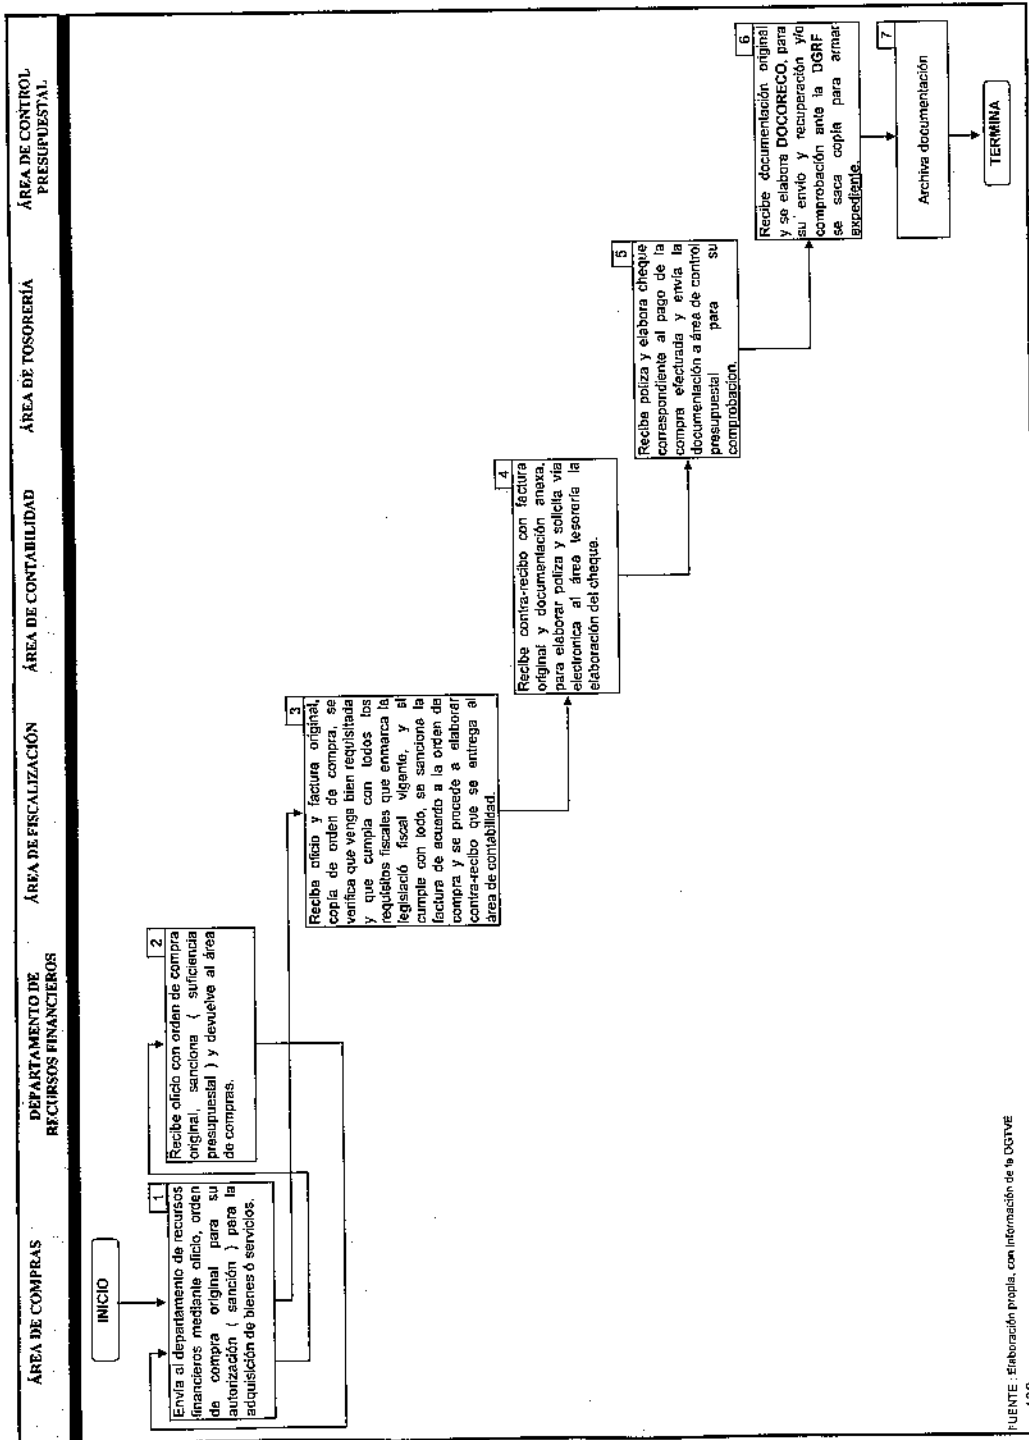 ÁREA DE COMPRAS
DEPARTAMENTO DE
RECURSOS FINANCIEROS
ÁREA DE FISCALIZACIÓN
ÁREA DE CONTABILIDAD
ÁREA DE TOSORERÍA
ÁREA DE CONTROL
PRESUPUESTAL
INICIO
1
Envía al departamento de recursos
financieros mediante oficio, orden
de compra original para su
autorización ( sanción ) para la
adquisición de bienes ó servicios.
2
Recibe oficio con orden de compra
original, sanciona ( suficiencia
presupuestal ) y devuelve al área
de compras.
3
Recibe oficio y factura original,
copia de orden de compra, se
verifica que venga bien requisitada
y que cumpla con todos los
requisitos fiscales que enmarca la
legislació fiscal vigente, y si
cumple con todo, se sanciona la
factura de acuerdo a la orden de
compra y se procede a elaborar
contra-recibo que se entrega al
área de contabilidad.
4
Recibe contra-recibo con factura
original y documentación anexa,
para elaborar poliza y solicita vía
electronica al área tesorería la
elaboración del cheque.
5
Recibe poliza y elabora cheque
correspondiente al pago de la
compra efectuada y envía la
documentación a área de control
presupuestal para su
comprobación.
6
Recibe documentación original
y se elabora DOCORECO, para
su envío y recuperación y/o
comprobación ante la DGRF
se saca copia para armar
expediente.
7
Archiva documentación
TERMINA
FUENTE : Elaboración propia, con Información de la DGTVE